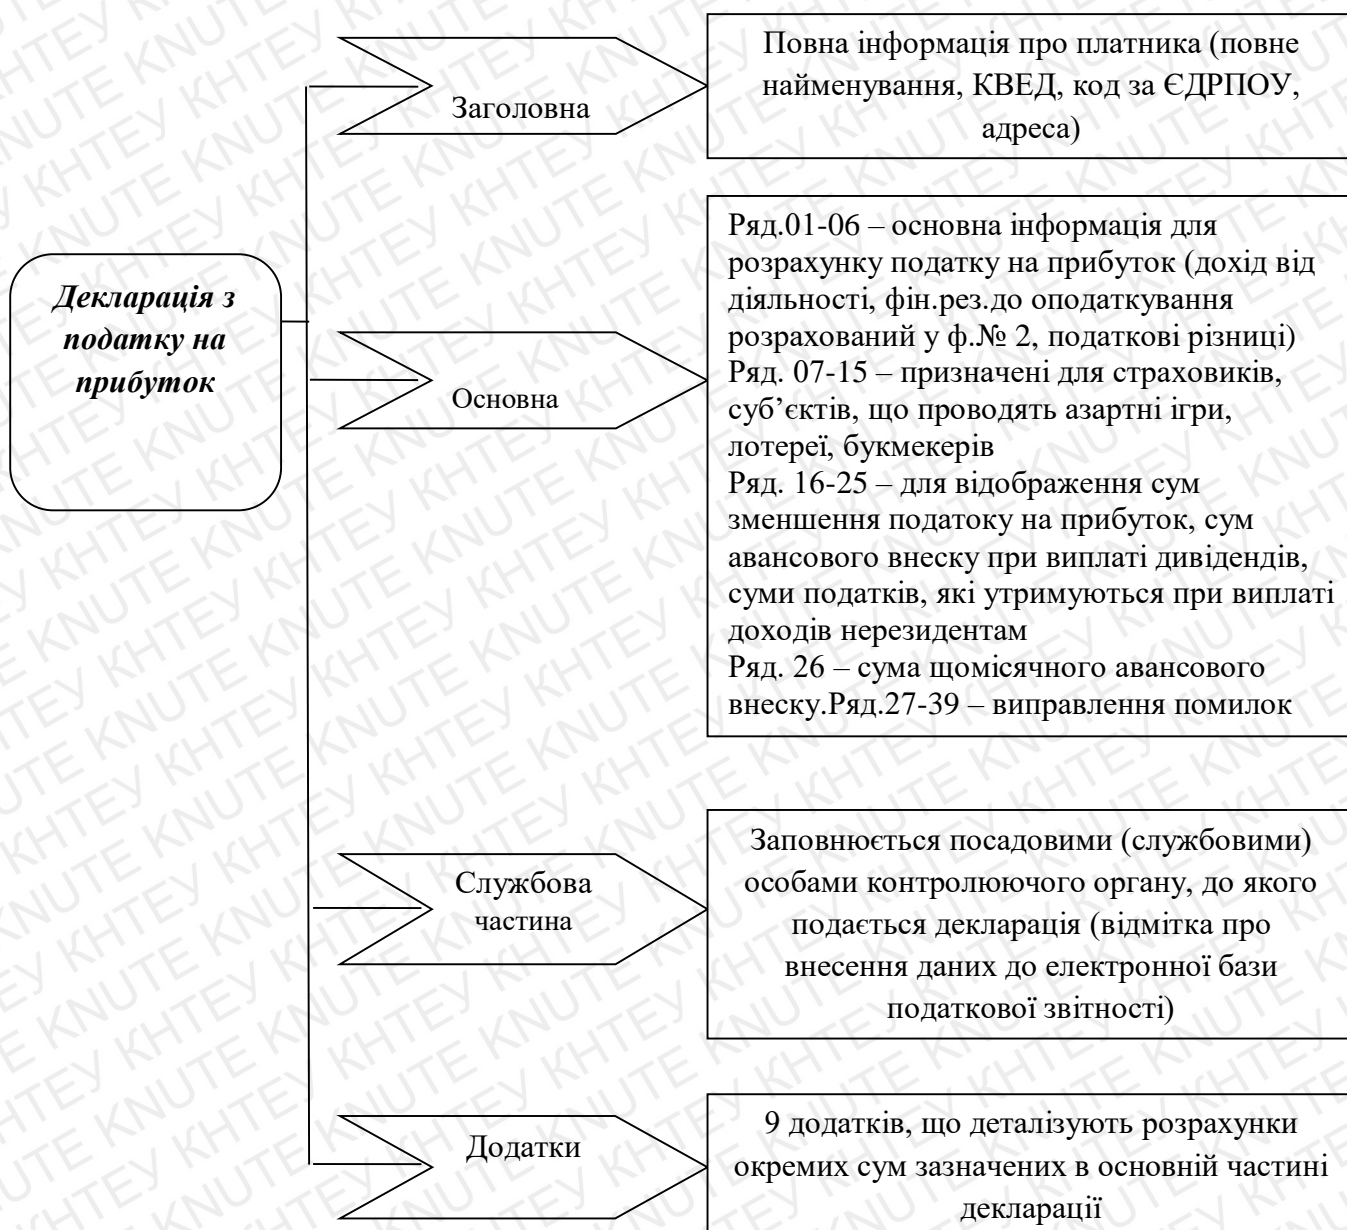 Декларація з
податку на
прибуток
Заголовна
Повна інформація про платника (повне
найменування, КВЕД, код за ЄДРПОУ,
адреса)
Основна
Ряд.01-06 – основна інформація для
розрахунку податку на прибуток (дохід від
діяльності, фін.рез.до оподаткування
розрахований у ф.№ 2, податкові різниці)
Ряд. 07-15 – призначені для страховиків,
суб’єктів, що проводять азартні ігри,
лотереї, букмекерів
Ряд. 16-25 – для відображення сум
зменшення податоку на прибуток, сум
авансового внеску при виплаті дивідендів,
суми податків, які утримуються при виплаті
доходів нерезидентам
Ряд. 26 – сума щомісячного авансового
внеску.Ряд.27-39 – виправлення помилок
Службова
частина
Заповнюється посадовими (службовими)
особами контролюючого органу, до якого
подається декларація (відмітка про
внесення даних до електронної бази
податкової звітності)
Додатки
9 додатків, що деталізують розрахунки
окремих сум зазначених в основній частині
декларації